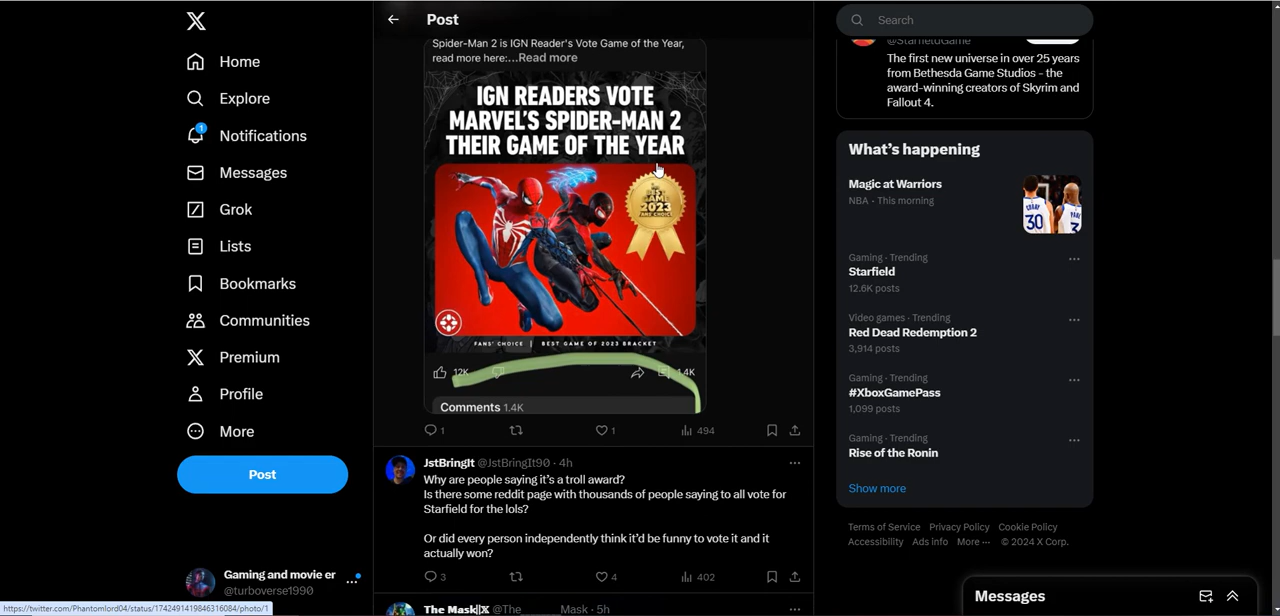 Home
Explore
1
Notifications
Messages
Grok
Lists
Bookmarks
Communities
Premium
Profile
More
Post
Gaming and movie er
@turboverse1990
https://twitter.com/Phantomlord04/status/1742491419846316084/photo/1
Post
Spider-Man 2 is IGN Reader's Vote Game of the Year,
read more here:...Read more
IGN READERS VOTE
MARVEL'S SPIDER-MAN 2
THEIR GAME OF THE YEAR
BEST
GAME
2023
FANS' CHOICE
FANS' CHOICE | BEST GAME OF 2023 BRACKET
12K
1.4K
Comments 1.4K
1
1
494
JstBringIt @JstBringIt90 · 4h
Why are people saying it's a troll award?
Is there some reddit page with thousands of people saying to all vote for
Starfield for the lols?
Or did every person independently think it'd be funny to vote it and it
actually won?
3
4
402
The Mask||X @The_____Mask · 5h
Search
@StarfieldGame
The first new universe in over 25 years
from Bethesda Game Studios - the
award-winning creators of Skyrim and
Fallout 4.
What's happening
Magic at Warriors
NBA · This morning
30
Gaming · Trending
Starfield
12.6K posts
Video games · Trending
Red Dead Redemption 2
3,914 posts
Gaming · Trending
#XboxGamePass
1,099 posts
Gaming · Trending
Rise of the Ronin
Show more
Terms of Service Privacy Policy Cookie Policy
Accessibility Ads info More ··· © 2024 X Corp.
Messages